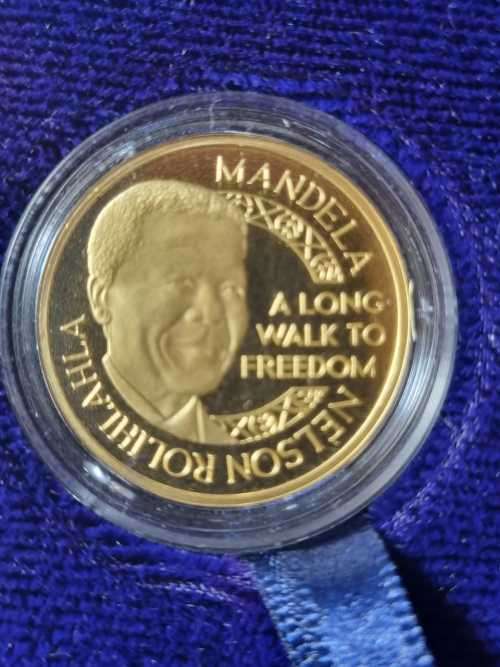 MANDELA
A LONG
WALK TO
FREEDOM
NELSON ROLIHLAHLA